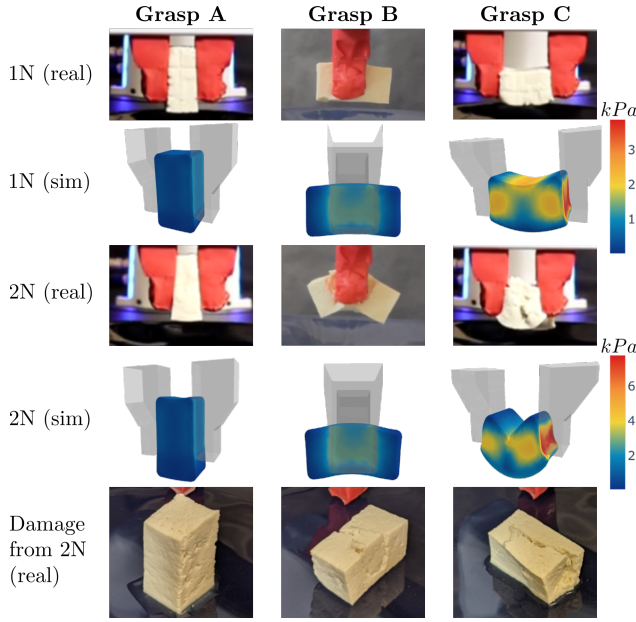 Grasp A Grasp B Grasp C
1N (real)
kPa
3
1N (sim)
2
1
2N (real)
kPa
6
2N (sim)
4
2
Damage
from 2N
(real)